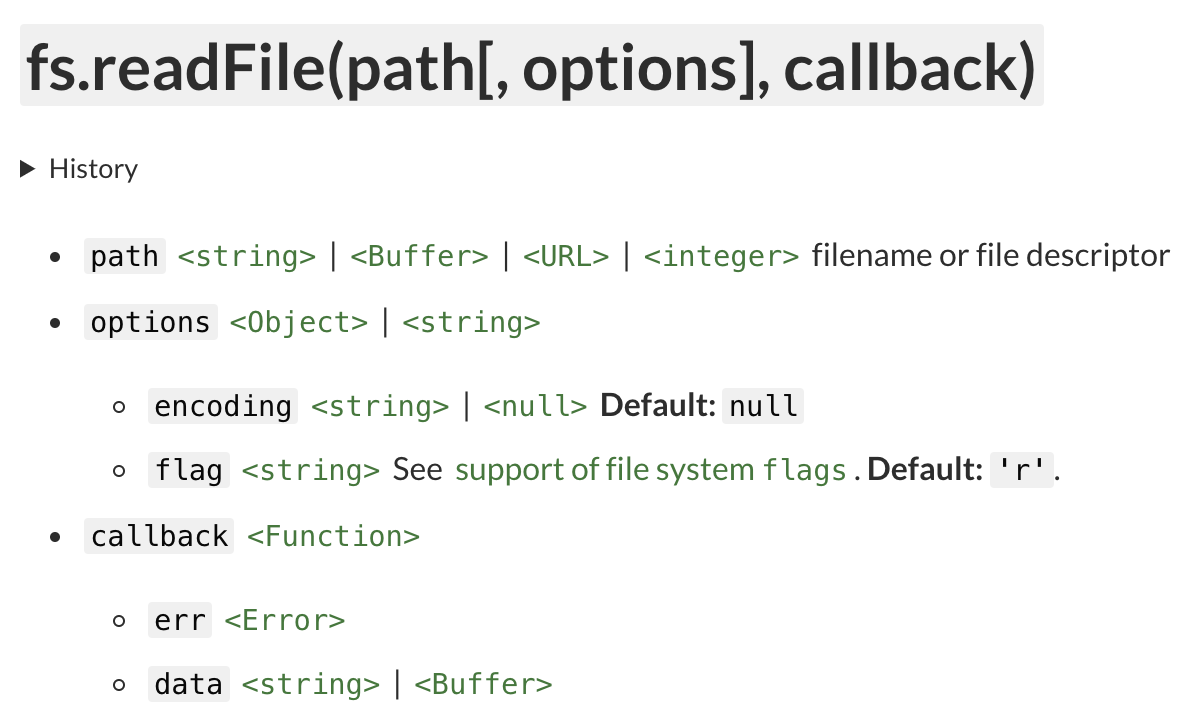 fs.readFile(path[, options], callback)
▶ History
• path <string> | <Buffer> | <URL> | <integer> filename or file descriptor
• options <Object> | <string>
◦ encoding <string> | <null> Default: null
◦ flag <string> See support of file system flags. Default: 'r'.
• callback <Function>
◦ err <Error>
◦ data <string> | <Buffer>